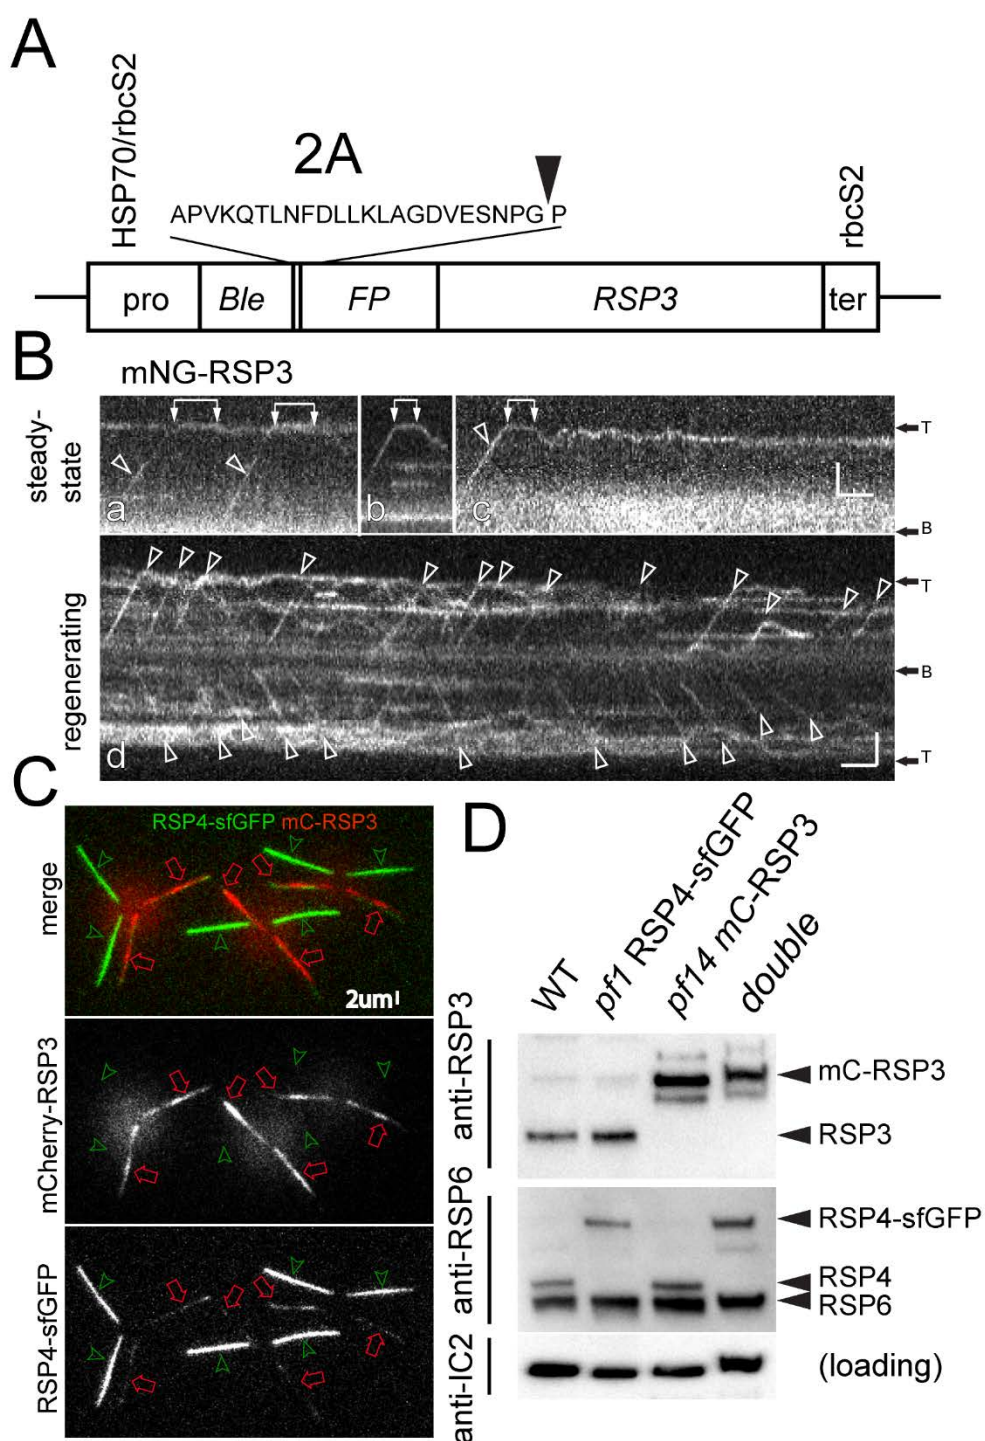 A
HSP70/rbcS2
2A
rbcS2
APVKQTLNFDLLKLAGDVESNPG P
pro
Ble
FP
RSP3
ter
B
mNG-RSP3
steady-
state
a
b
c
T
B
regenerating
d
T
B
T
C
RSP4-sfGFP mC-RSP3
merge
2um
mCherry-RSP3
RSP4-sfGFP
D
WT
pf1 RSP4-sfGFP
pf14 mC-RSP3
double
anti-RSP3
mC-RSP3
RSP3
anti-RSP6
RSP4-sfGFP
RSP4
RSP6
anti-IC2
(loading)